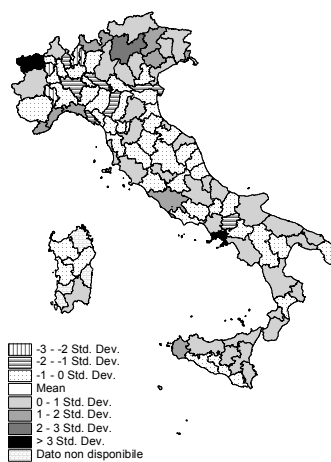 -3 - -2 Std. Dev.
-2 - -1 Std. Dev.
-1 - 0 Std. Dev.
Mean
0 - 1 Std. Dev.
1 - 2 Std. Dev.
2 - 3 Std. Dev.
> 3 Std. Dev.
Dato non disponibile